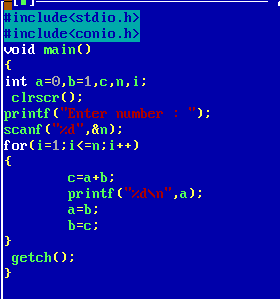 #include<stdio.h>
#include<conio.h>
void main()
{
int a=0,b=1,c,n,i;
 clrscr();
printf("Enter number : ");
scanf("%d",&n);
for(i=1;i<=n;i++)
{
        c=a+b;
        printf("%d\n",a);
        a=b;
        b=c;
}
 getch();
}